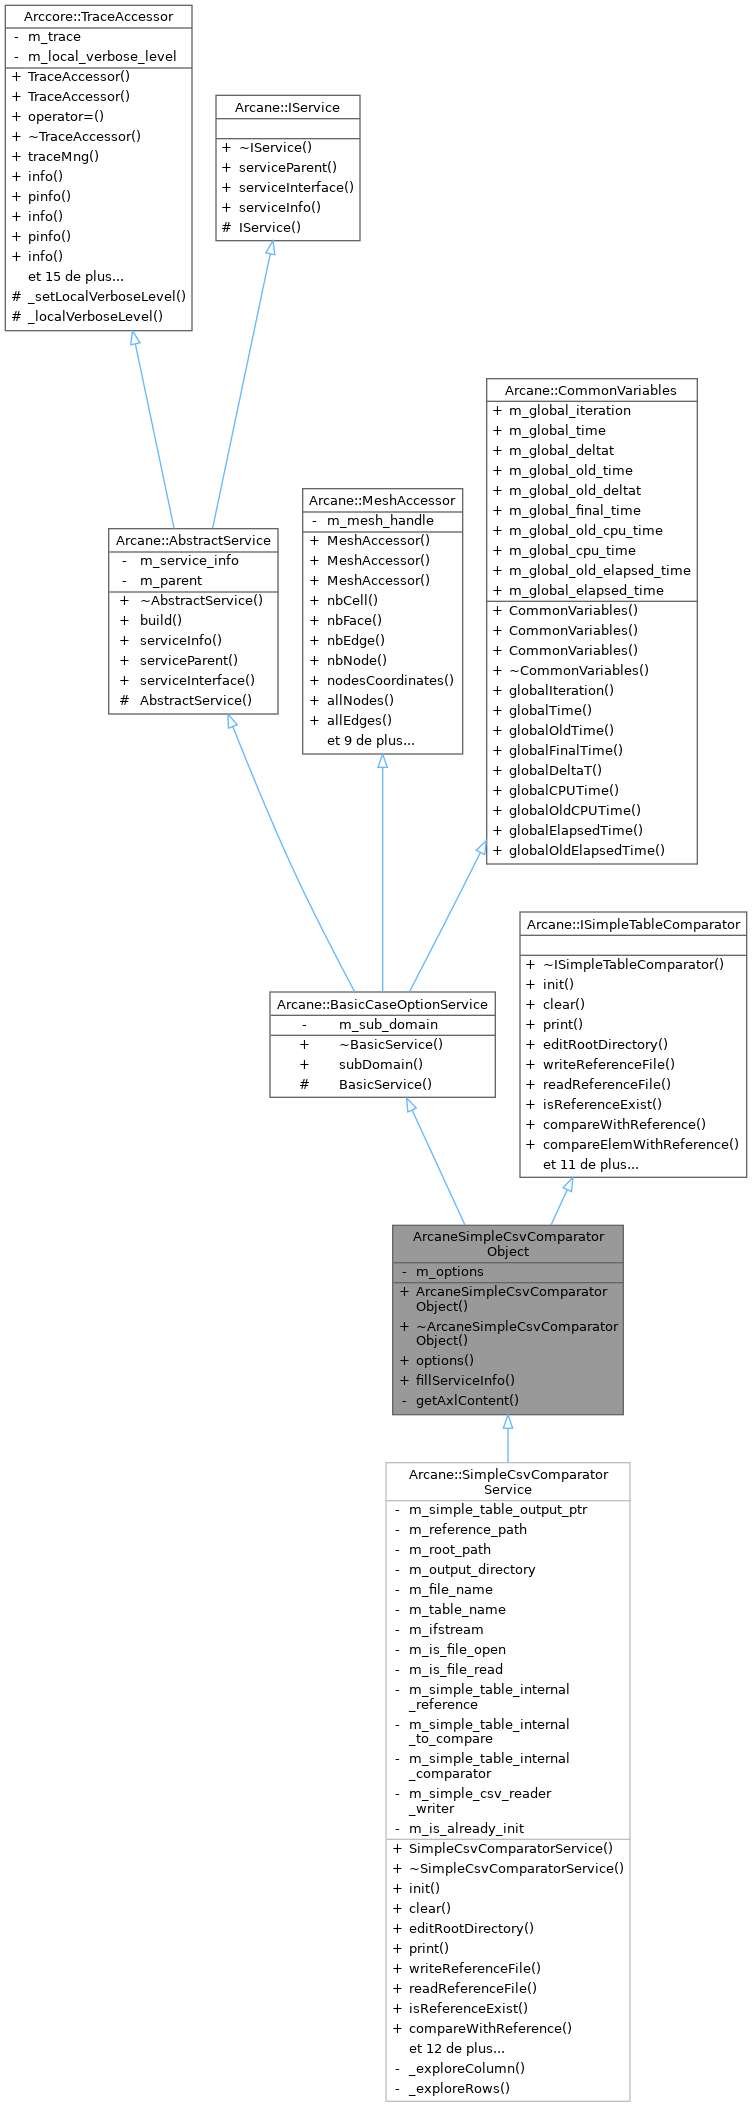 Arccore::TraceAccessor
- m_trace
- m_local_verbose_level
+ TraceAccessor()
+ TraceAccessor()
+ operator=()
+ ~TraceAccessor()
+ traceMng()
+ info()
+ pinfo()
+ info()
+ pinfo()
+ info()
et 15 de plus...
# _setLocalVerboseLevel()
# _localVerboseLevel()
Arcane::IService
+ ~IService()
+ serviceParent()
+ serviceInterface()
+ serviceInfo()
# IService()
Arcane::CommonVariables
+ m_global_iteration
+ m_global_time
+ m_global_deltat
+ m_global_old_time
+ m_global_old_deltat
+ m_global_final_time
+ m_global_old_cpu_time
+ m_global_cpu_time
+ m_global_old_elapsed_time
+ m_global_elapsed_time
+ CommonVariables()
+ CommonVariables()
+ CommonVariables()
+ ~CommonVariables()
+ globalIteration()
+ globalTime()
+ globalOldTime()
+ globalFinalTime()
+ globalDeltaT()
+ globalCPUTime()
+ globalOldCPUTime()
+ globalElapsedTime()
+ globalOldElapsedTime()
Arcane::MeshAccessor
- m_mesh_handle
+ MeshAccessor()
+ MeshAccessor()
+ MeshAccessor()
+ nbCell()
+ nbFace()
+ nbEdge()
+ nbNode()
+ nodesCoordinates()
+ allNodes()
+ allEdges()
et 9 de plus...
Arcane::AbstractService
- m_service_info
- m_parent
+ ~AbstractService()
+ build()
+ serviceInfo()
+ serviceParent()
+ serviceInterface()
# AbstractService()
Arcane::ISimpleTableComparator
+ ~ISimpleTableComparator()
+ init()
+ clear()
+ print()
+ editRootDirectory()
+ writeReferenceFile()
+ readReferenceFile()
+ isReferenceExist()
+ compareWithReference()
+ compareElemWithReference()
et 11 de plus...
Arcane::BasicCaseOptionService
- m_sub_domain
+ ~BasicService()
+ subDomain()
# BasicService()
ArcaneSimpleCsvComparator
Object
- m_options
+ ArcaneSimpleCsvComparator
Object()
+ ~ArcaneSimpleCsvComparator
Object()
+ options()
+ fillServiceInfo()
- getAxlContent()
Arcane::SimpleCsvComparator
Service
- m_simple_table_output_ptr
- m_reference_path
- m_root_path
- m_output_directory
- m_file_name
- m_table_name
- m_ifstream
- m_is_file_open
- m_is_file_read
- m_simple_table_internal
_reference
- m_simple_table_internal
_to_compare
- m_simple_table_internal
_comparator
- m_simple_csv_reader
_writer
- m_is_already_init
+ SimpleCsvComparatorService()
+ ~SimpleCsvComparatorService()
+ init()
+ clear()
+ editRootDirectory()
+ print()
+ writeReferenceFile()
+ readReferenceFile()
+ isReferenceExist()
+ compareWithReference()
et 12 de plus...
- _exploreColumn()
- _exploreRows()